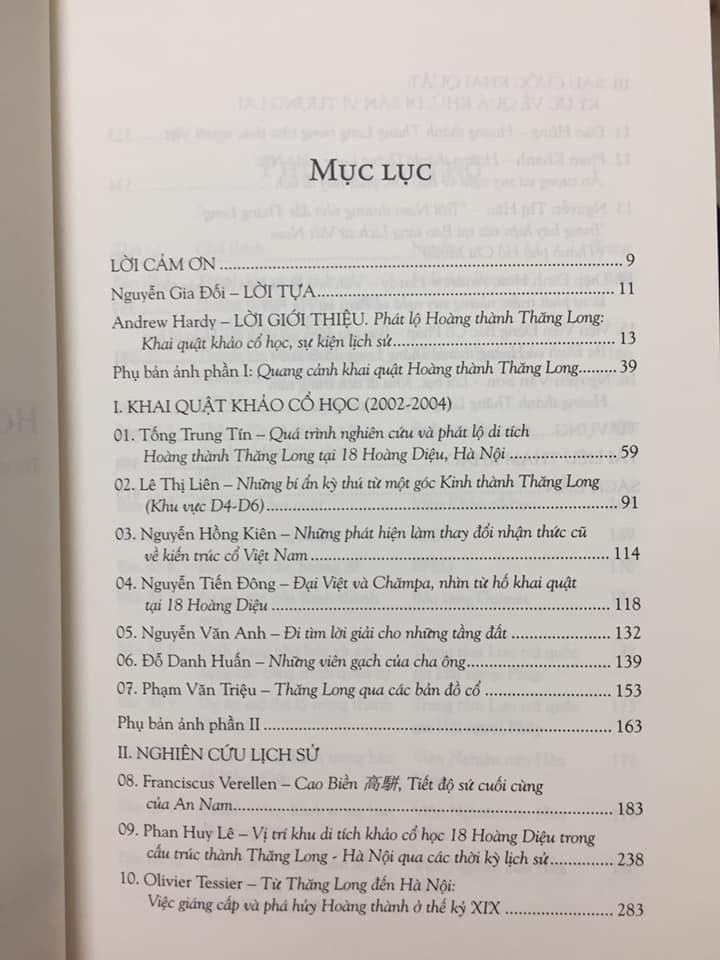 MỤC LỤC
LỜI CẢM ƠN 9
Nguyễn Gia Đối – LỜI TỰA 11
Andrew Hardy – LỜI GIỚI THIỆU. Phát lộ Hoàng thành Thăng Long:
Khai quật khảo cổ học, sự kiện lịch sử 13
Phụ bản ảnh phần I: Quang cảnh khai quật Hoàng thành Thăng Long 39
I. KHAI QUẬT KHẢO CỔ HỌC (2002-2004)
01. Tống Trung Tín – Quá trình nghiên cứu và phát lộ di tích
Hoàng thành Thăng Long tại 18 Hoàng Diệu, Hà Nội 59
02. Lê Thị Liên – Những bí ẩn kỳ thú từ một góc Kinh thành Thăng Long
(Khu vực D4-D6) 91
03. Nguyễn Hồng Kiên – Những phát hiện làm thay đổi nhận thức cũ
về kiến trúc cổ Việt Nam 114
04. Nguyễn Tiến Đông – Đại Việt và Chămpa, nhìn từ hố khai quật
tại 18 Hoàng Diệu 118
05. Nguyễn Văn Anh – Đi tìm lời giải cho những tầng đất 132
06. Đỗ Danh Huấn – Những viên gạch của cha ông 139
07. Phạm Văn Triệu – Thăng Long qua các bản đồ cổ 153
Phụ bản ảnh phần II 163
II. NGHIÊN CỨU LỊCH SỬ
08. Franciscus Verellen – Cao Biền 高駢, Tiết độ sứ cuối cùng
của An Nam 183
09. Phan Huy Lê – Vị trí khu di tích khảo cổ học 18 Hoàng Diệu trong
cấu trúc thành Thăng Long - Hà Nội qua các thời kỳ lịch sử 238
10. Olivier Tessier – Từ Thăng Long đến Hà Nội:
Việc giáng cấp và phá hủy Hoàng thành ở thế kỷ XIX 283